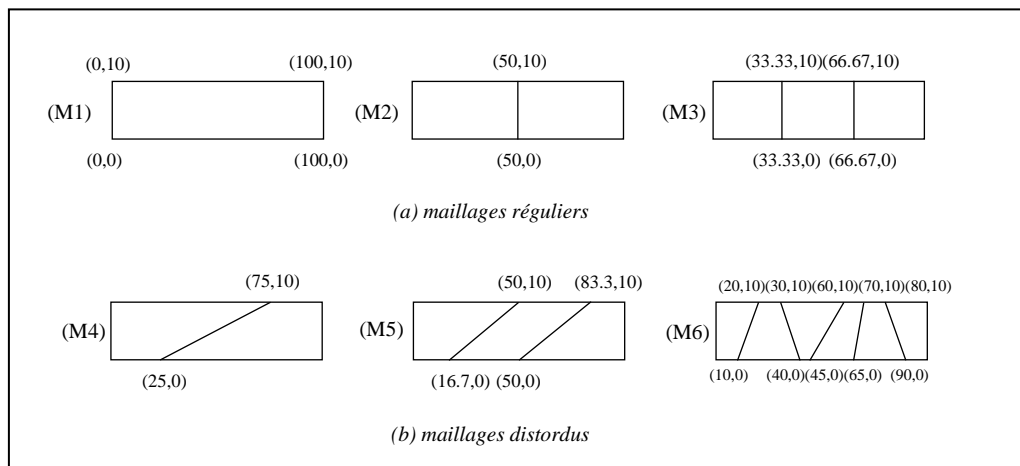 (0,10) (100,10) (50,10) (33.33,10)(66.67,10)
(M1) (M2) (M3)
(0,0) (100,0) (50,0) (33.33,0) (66.67,0)
(a) maillages réguliers
(75,10) (50,10) (83.3,10) (20,10)(30,10)(60,10)(70,10)(80,10)
(M4) (M5) (M6)
(25,0) (16.7,0) (50,0) (10,0) (40,0)(45,0)(65,0) (90,0)
(b) maillages distordus